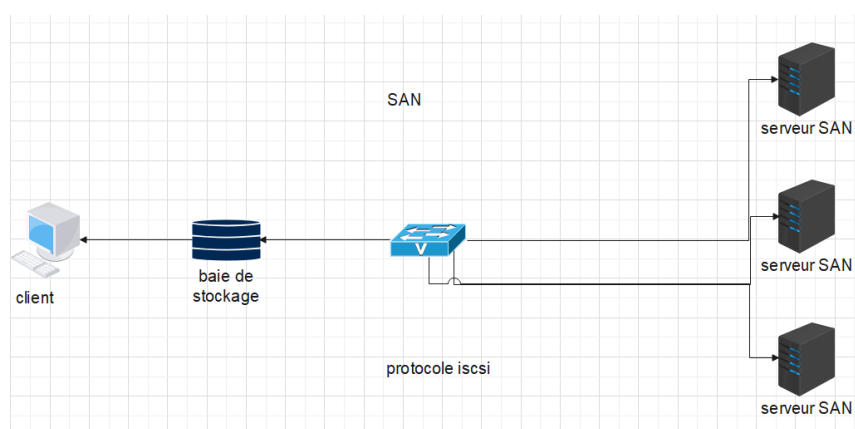 SAN
serveur SAN
serveur SAN
V
baie de
stockage
client
protocole iscsi
serveur SAN